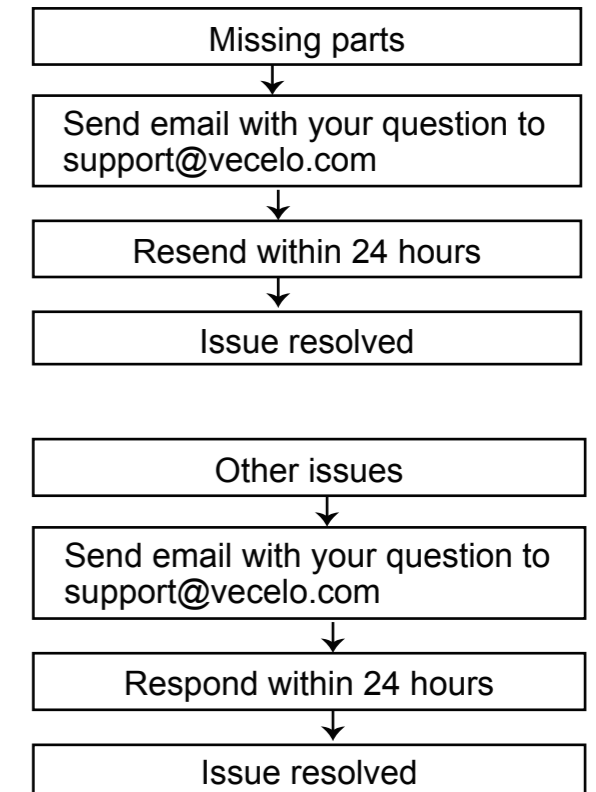 Missing parts
Send email with your question to
support@vecelo.com
Resend within 24 hours
Issue resolved
Other issues
Send email with your question to
support@vecelo.com
Respond within 24 hours
Issue resolved